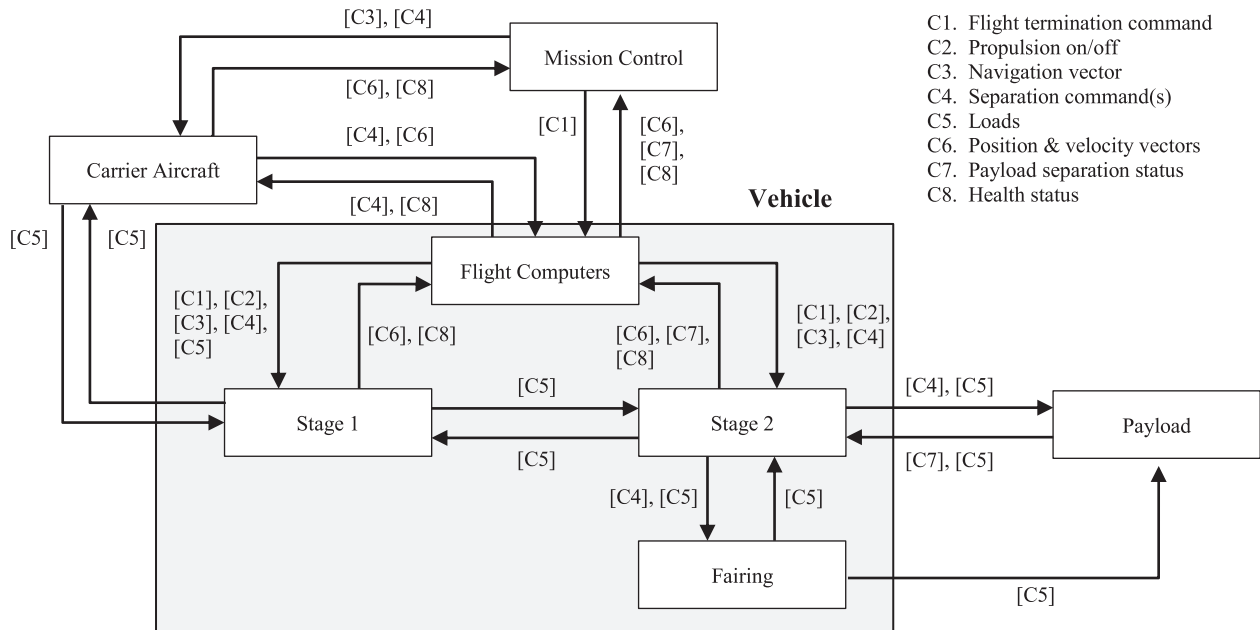 [C3], [C4]
Mission Control
C1. Flight termination command
C2. Propulsion on/off
C3. Navigation vector
C4. Separation command(s)
C5. Loads
C6. Position & velocity vectors
C7. Payload separation status
C8. Health status
[C6], [C8]
[C1]
[C6],
[C7],
[C8]
[C4], [C6]
Carrier Aircraft
[C4], [C8]
Vehicle
[C5]
[C5]
Flight Computers
[C1], [C2],
[C3], [C4],
[C5]
[C6], [C8]
[C6], [C7],
[C8]
[C1], [C2],
[C3], [C4]
[C5]
[C4], [C5]
Stage 1
Stage 2
Payload
[C5]
[C7], [C5]
[C4], [C5]
[C5]
Fairing
[C5]